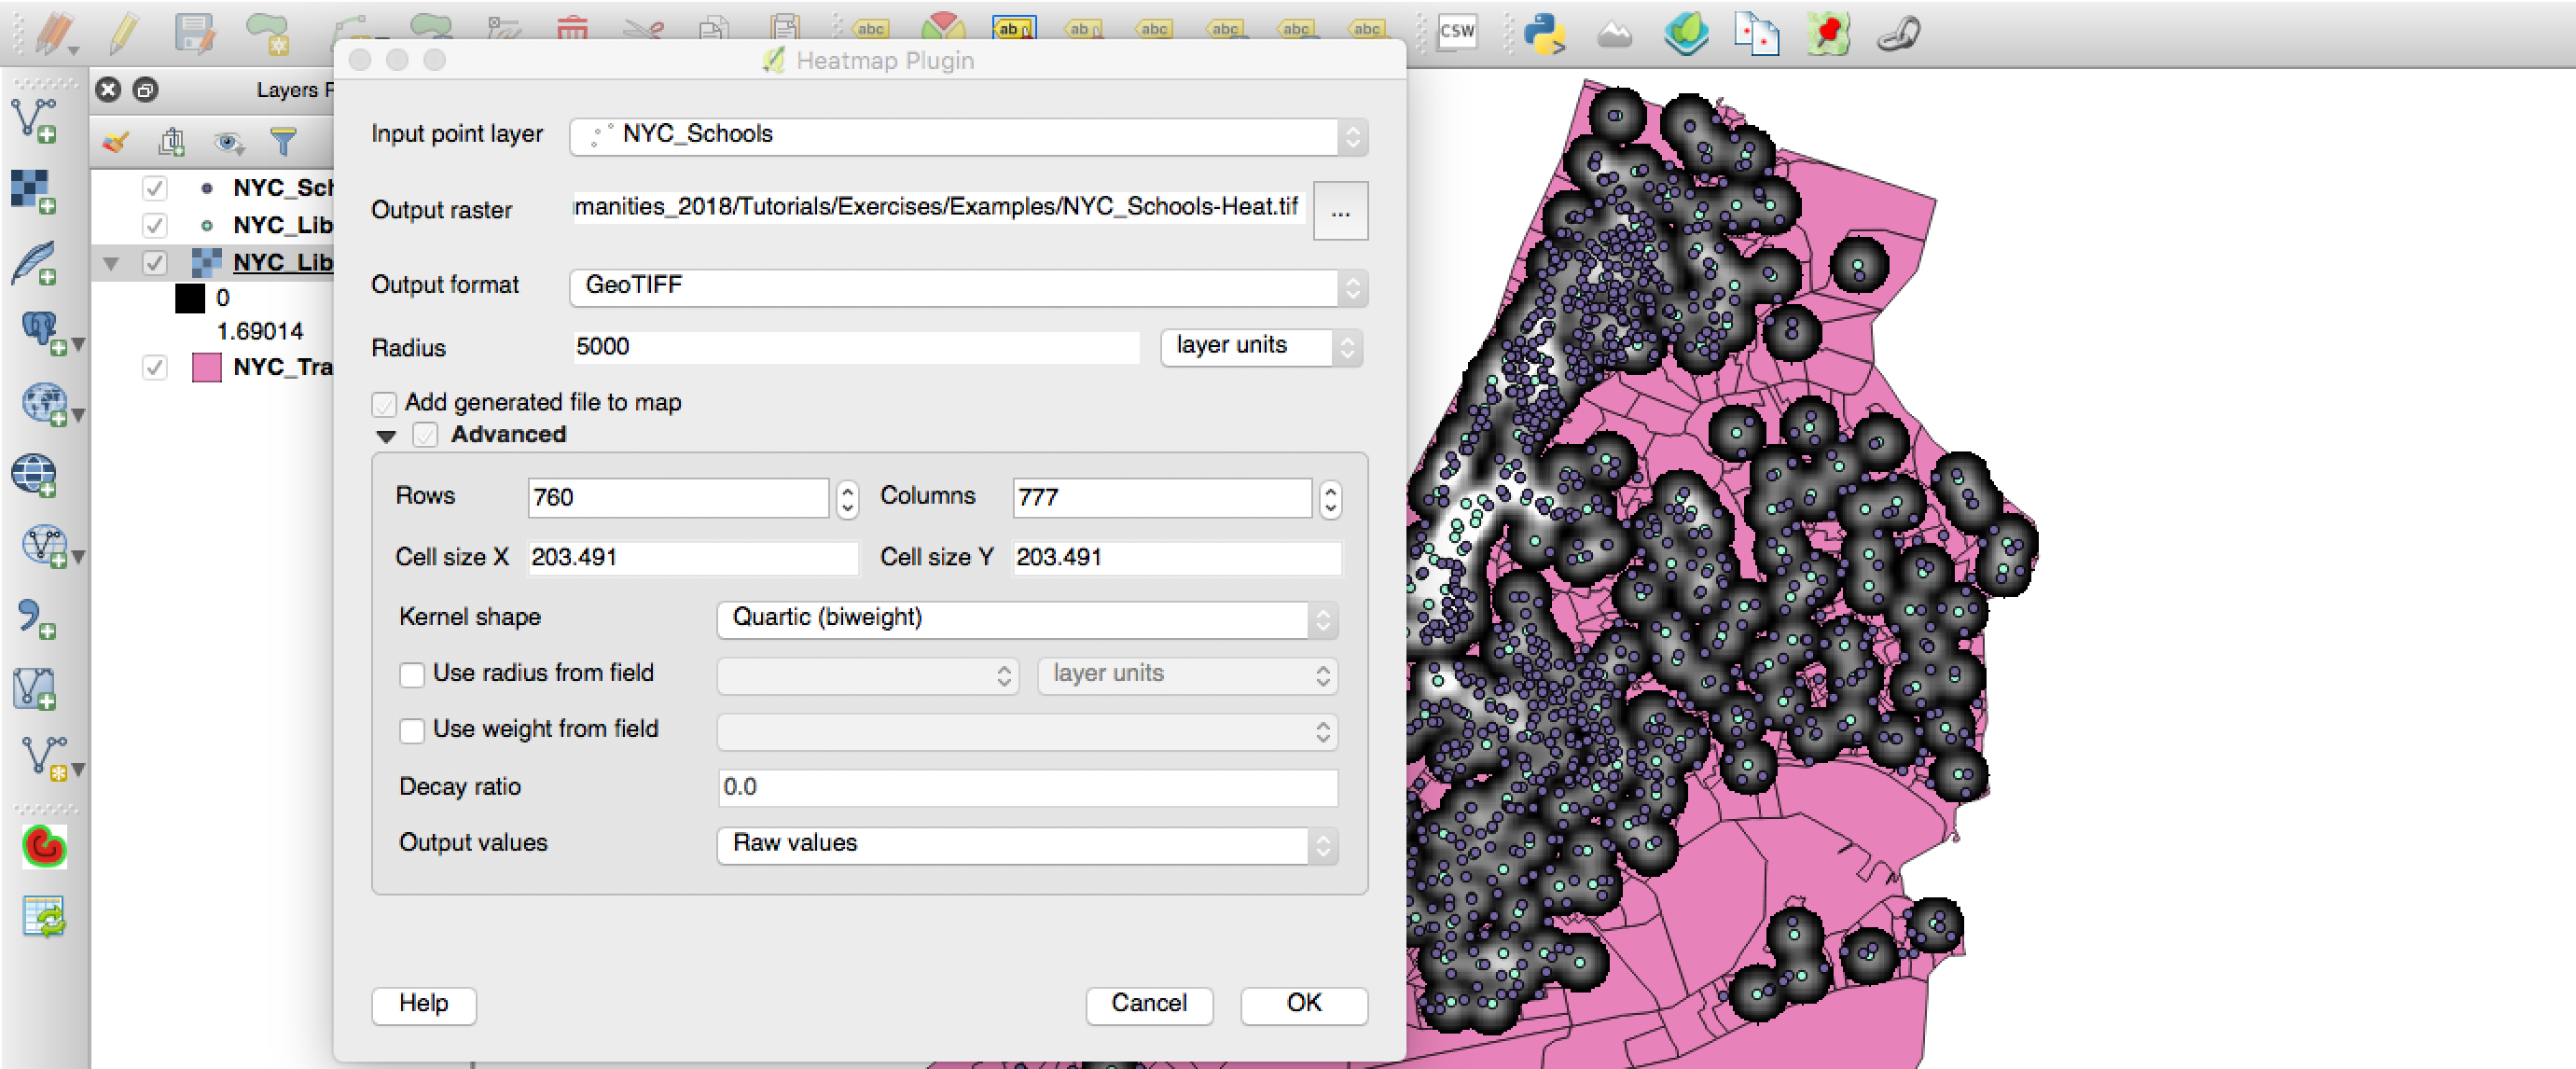 abc ab ab abc abc abc abc CSW
Heatmap Plugin
Layers P
Input point layer NYC_Schools
NYC_Sch
NYC_Lib
NYC_Lib
0
1.69014
NYC_Tra
Output raster manities_2018/Tutorials/Exercises/Examples/NYC_Schools-Heat.tif ...
Output format GeoTIFF
Radius 5000 layer units
Add generated file to map
Advanced
Rows 760 Columns 777
Cell size X 203.491 Cell size Y 203.491
Kernel shape Quartic (biweight)
Use radius from field layer units
Use weight from field
Decay ratio 0.0
Output values Raw values
Help Cancel OK